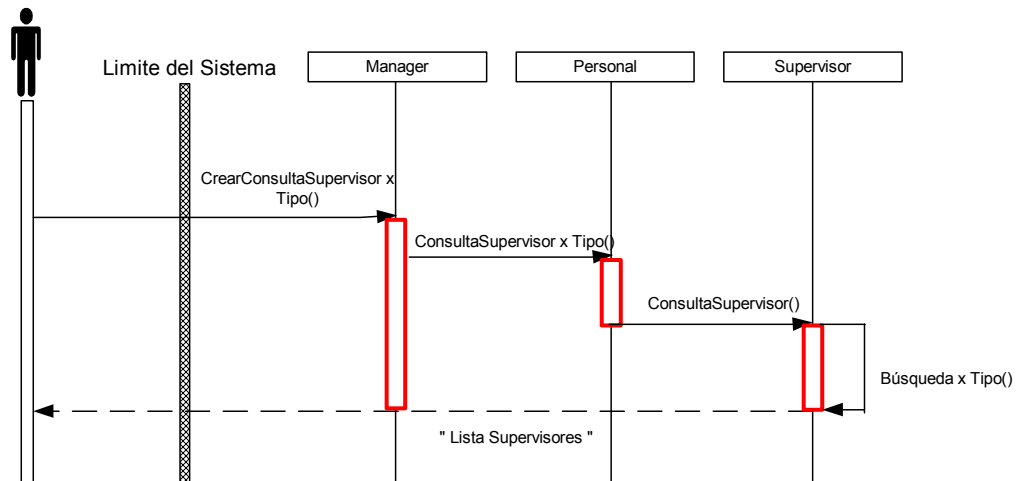 Limite del Sistema
Manager
Personal
Supervisor
CrearConsultaSupervisor x
Tipo()
ConsultaSupervisor x Tipo()
ConsultaSupervisor()
Búsqueda x Tipo()
" Lista Supervisores "